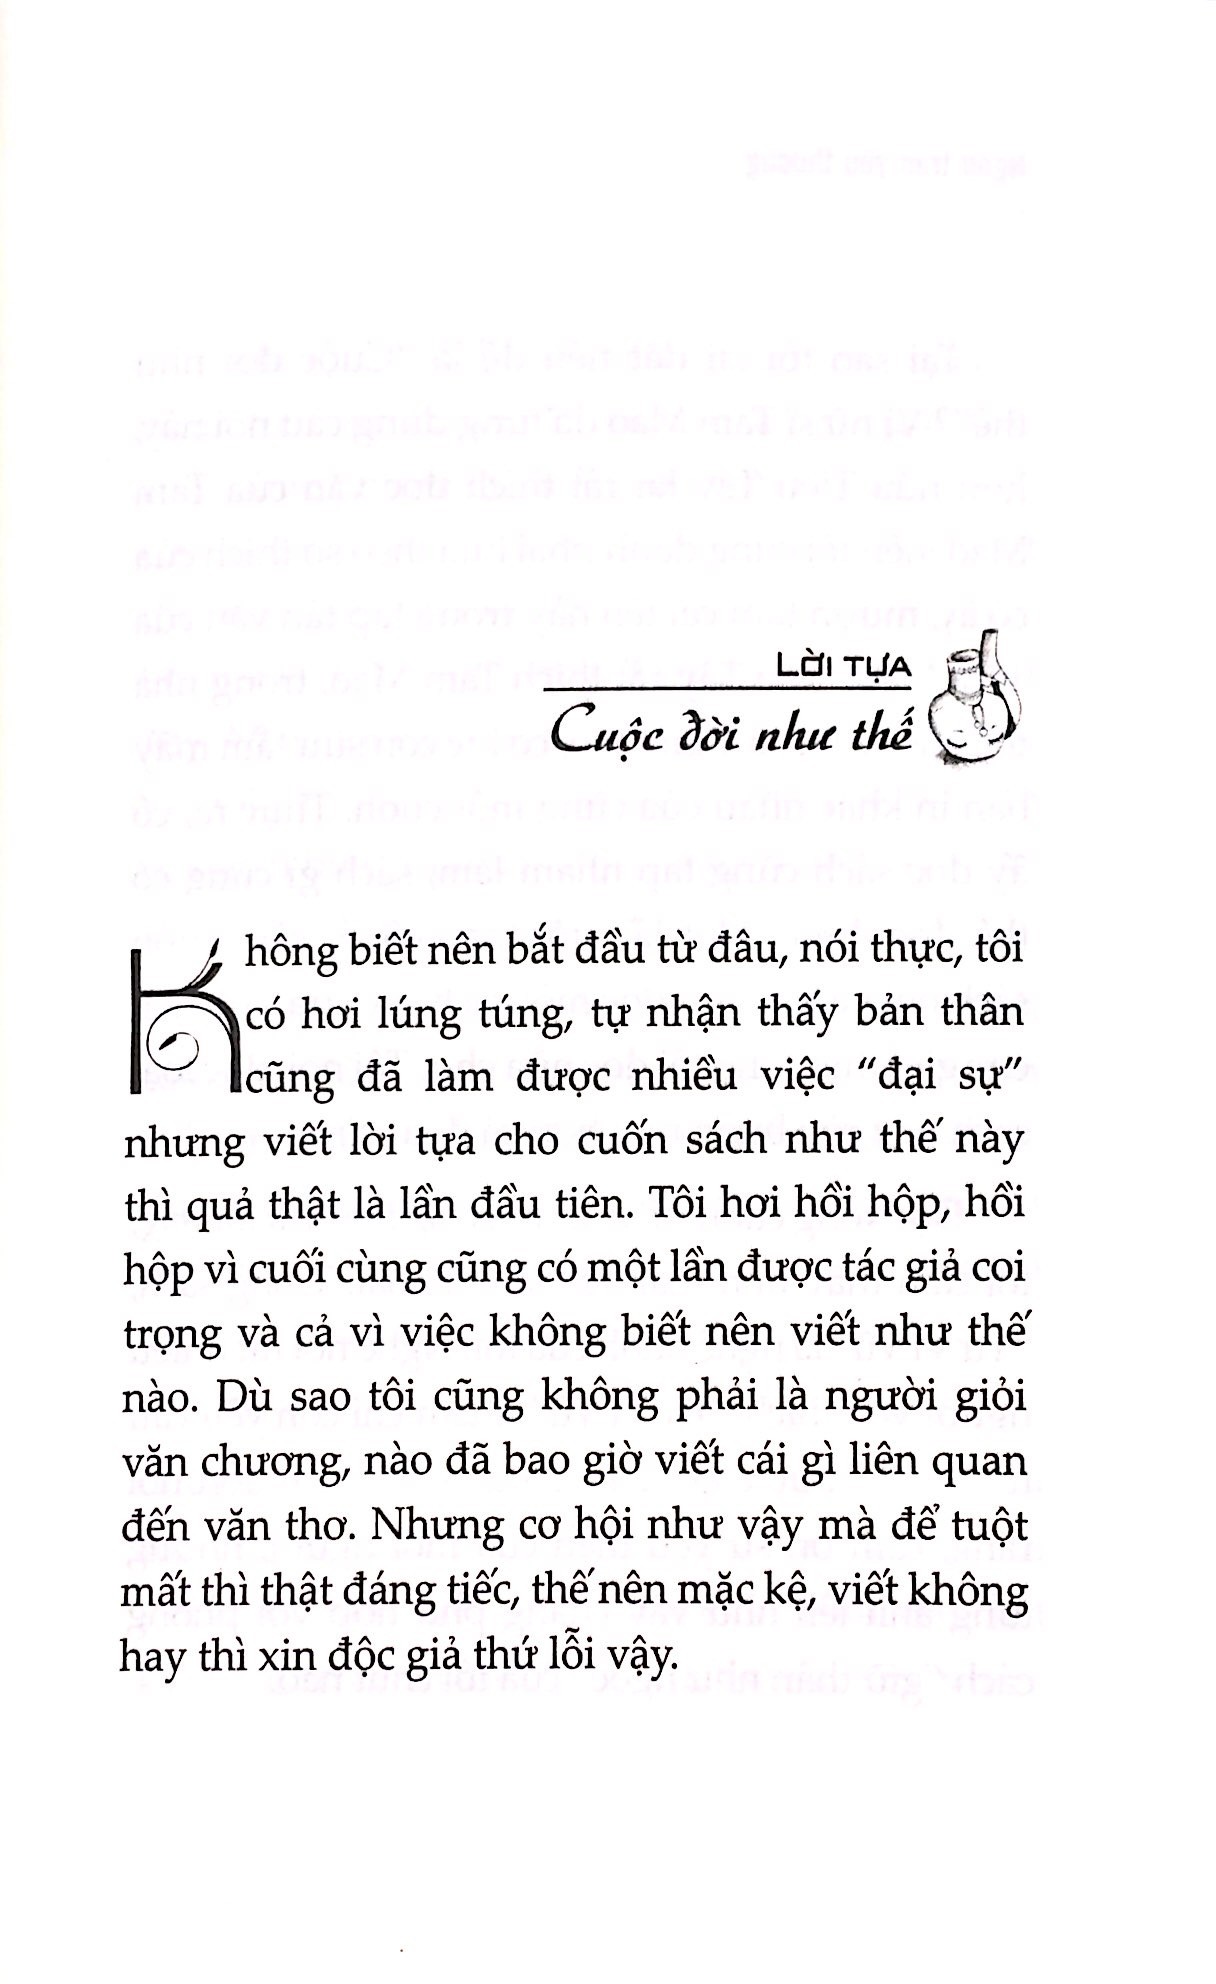 LỜI TỰA
Cuộc đời như thế
Không biết nên bắt đầu từ đâu, nói thực, tôi
có hơi lúng túng, tự nhận thấy bản thân
cũng đã làm được nhiều việc “đại sự”
nhưng viết lời tựa cho cuốn sách như thế này
thì quả thật là lần đầu tiên. Tôi hơi hồi hộp, hồi
hộp vì cuối cùng cũng có một lần được tác giả coi
trọng và cả vì việc không biết nên viết như thế
nào. Dù sao tôi cũng không phải là người giỏi
văn chương, nào đã bao giờ viết cái gì liên quan
đến văn thơ. Nhưng cơ hội như vậy mà để tuột
mất thì thật đáng tiếc, thế nên mặc kệ, viết không
hay thì xin độc giả thứ lỗi vậy.